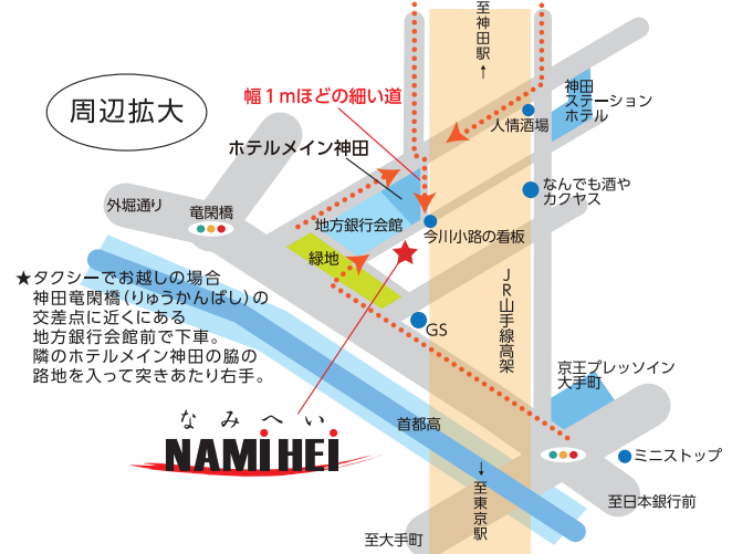 至神田駅
←
周辺拡大
幅１ｍほどの細い道
神田
ステーション
ホテル
人情酒場
ホテルメイン神田
なんでも酒や
カクヤス
外堀通り
竜閑橋
地方銀行会館
今川小路の看板
緑地
★タクシーでお越しの場合
神田竜閑橋（りゅうかんばし）の
交差点に近くにある
地方銀行会館前で下車。
隣のホテルメイン神田の脇の
路地を入って突きあたり右手。
JR山手線高架
GS
京王プレッソイン
大手町
なみへい
NAMiHEi
首都高
ミニストップ
→至東京駅
至日本銀行前
至大手町